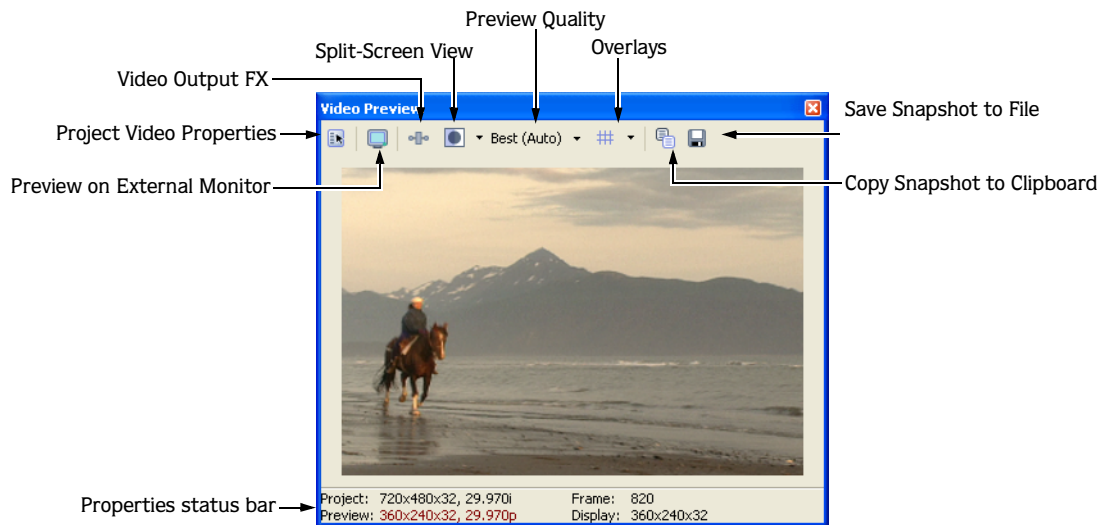 Preview Quality
Split-Screen View
Overlays
Video Output FX
Save Snapshot to File
Project Video Properties
Preview on External Monitor
Copy Snapshot to Clipboard
Video Preview
Best (Auto)
Properties status bar
Project: 720x480x32, 29.970i Frame: 820
Preview: 360x240x32, 29.970p Display: 360x240x32